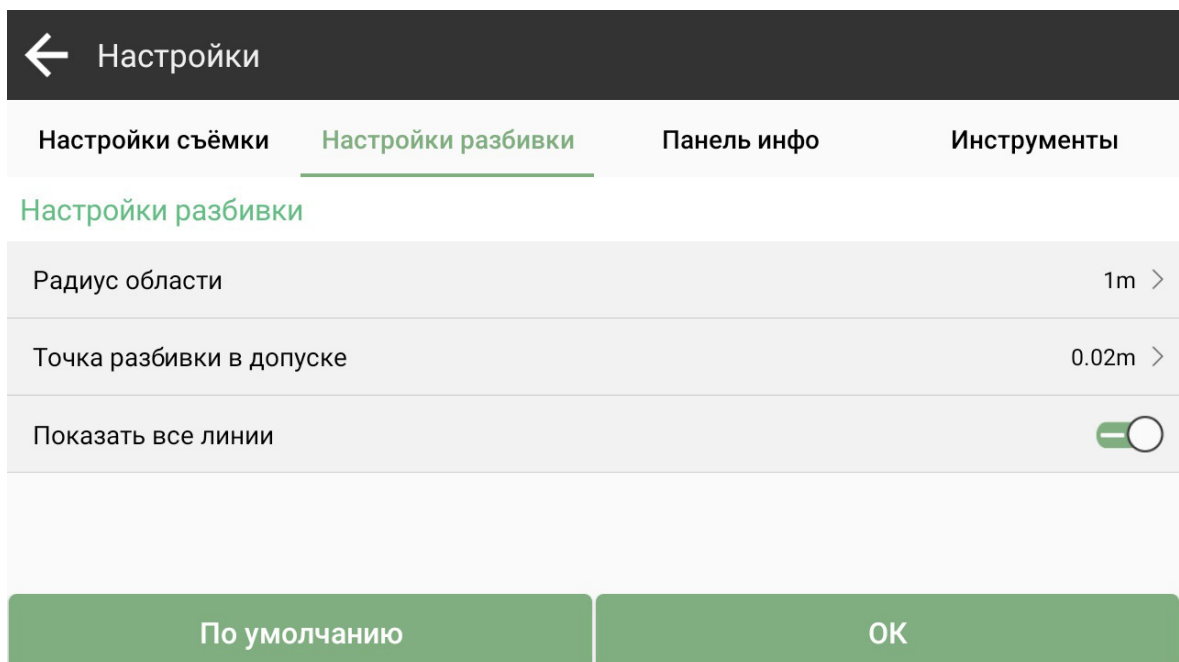 Настройки
Настройки съёмки Настройки разбивки Панель инфо Инструменты
Настройки разбивки
Радиус области 1m
Точка разбивки в допуске 0.02m
Показать все линии
По умолчанию OK